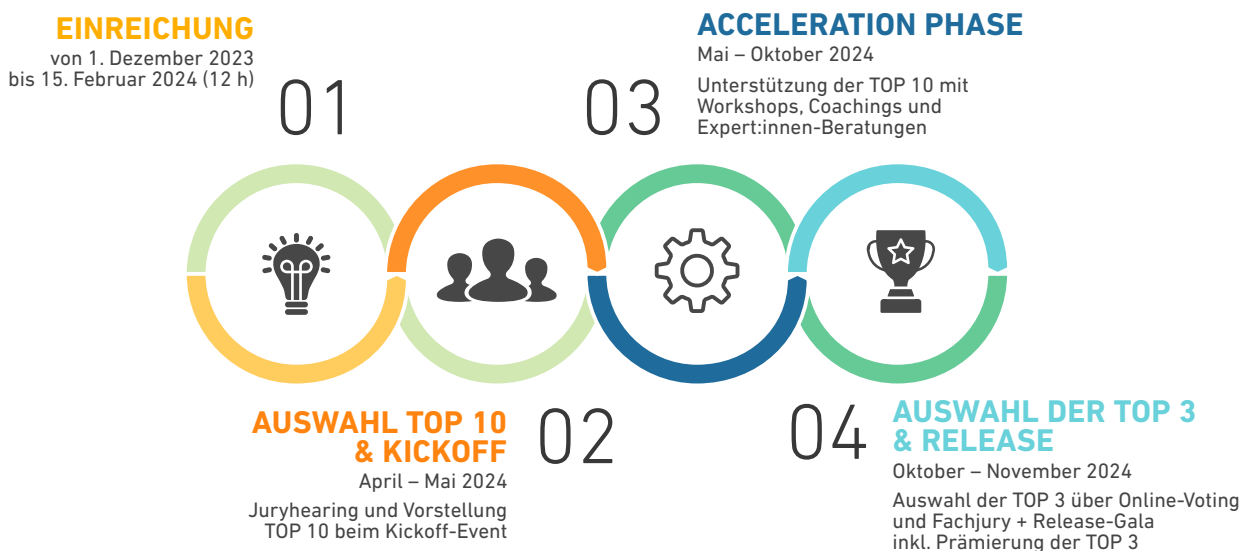 EINREICHUNG
von 1. Dezember 2023
bis 15. Februar 2024 (12 h)
01
AUSWAHL TOP 10
& KICKOFF
April – Mai 2024
Juryhearing und Vorstellung
TOP 10 beim Kickoff-Event
02
ACCELERATION PHASE
Mai – Oktober 2024
Unterstützung der TOP 10 mit
Workshops, Coachings und
Expert:innen-Beratungen
03
04
AUSWAHL DER TOP 3
& RELEASE
Oktober – November 2024
Auswahl der TOP 3 über Online-Voting
und Fachjury + Release-Gala
inkl. Prämierung der TOP 3